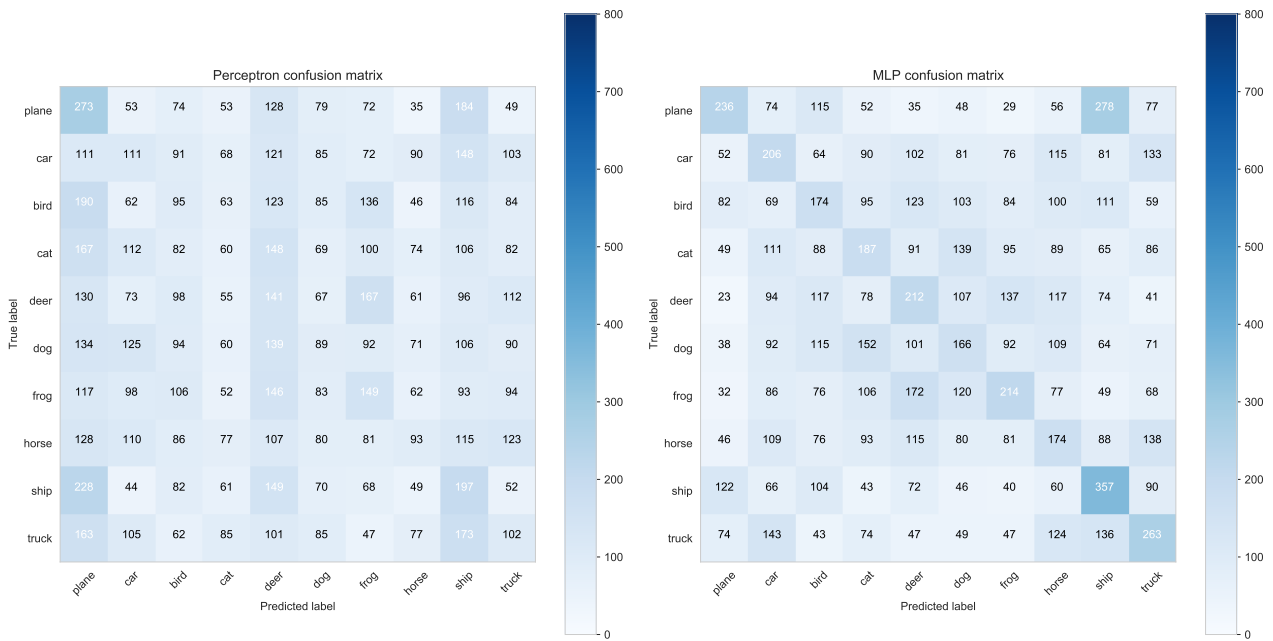 Perceptron confusion matrix
True label
plane 273 53 74 53 128 79 72 35 184 49
car 111 111 91 68 121 85 72 90 148 103
bird 190 62 95 63 123 85 136 46 116 84
cat 167 112 82 60 148 69 100 74 106 82
deer 130 73 98 55 141 67 167 61 96 112
dog 134 125 94 60 139 89 92 71 106 90
frog 117 98 106 52 146 83 149 62 93 94
horse 128 110 86 77 107 80 81 93 115 123
ship 228 44 82 61 149 70 68 49 197 52
truck 163 105 62 85 101 85 47 77 173 102
plane car bird cat deer dog frog horse ship truck
Predicted label
800
700
600
500
400
300
200
100
0
MLP confusion matrix
True label
plane 236 74 115 52 35 48 29 56 278 77
car 52 206 64 90 102 81 76 115 81 133
bird 82 69 174 95 123 103 84 100 111 59
cat 49 111 88 187 91 139 95 89 65 86
deer 23 94 117 78 212 107 137 117 74 41
dog 38 92 115 152 101 166 92 109 64 71
frog 32 86 76 106 172 120 214 77 49 68
horse 46 109 76 93 115 80 81 174 88 138
ship 122 66 104 43 72 46 40 60 357 90
truck 74 143 43 74 47 49 47 124 136 263
plane car bird cat deer dog frog horse ship truck
Predicted label
800
700
600
500
400
300
200
100
0